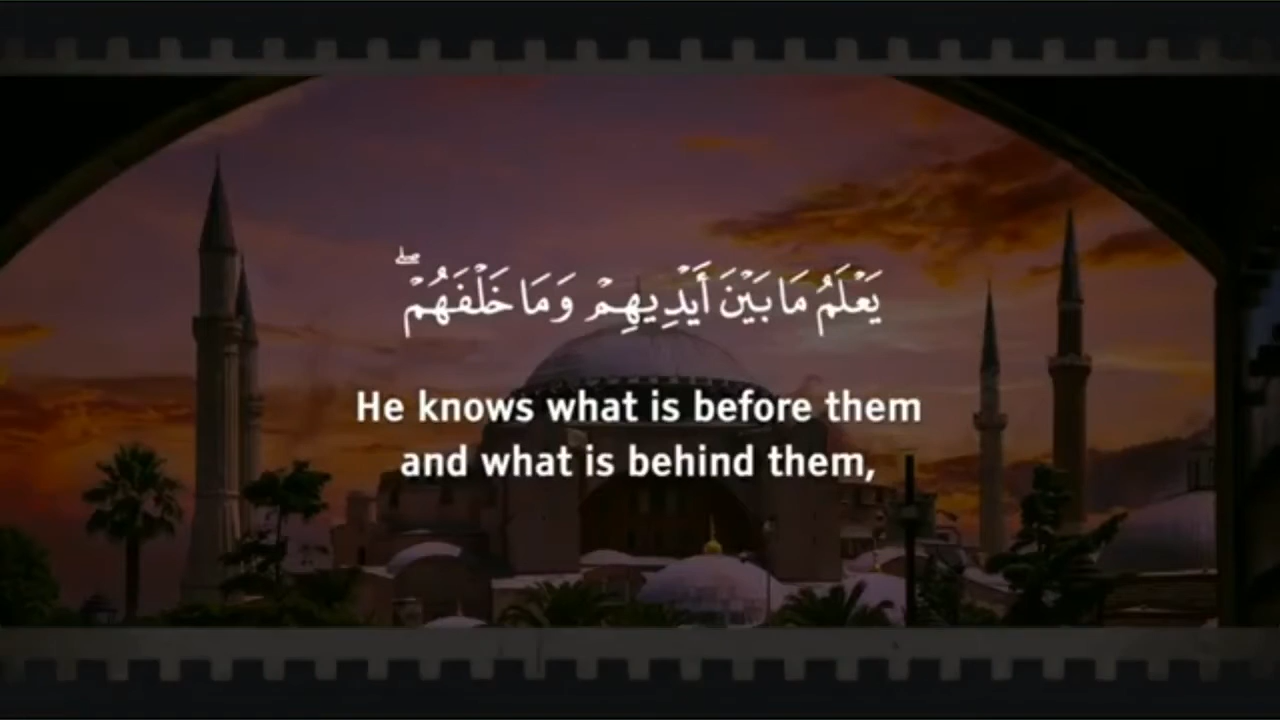 يَعْلَمُ مَا بَيْنَ أَيْدِيهِمْ وَمَا خَلْفَهُمْ ۖ
He knows what is before them
and what is behind them,